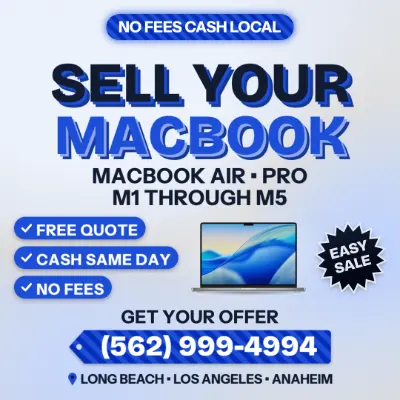 NO FEES CASH LOCAL
SELL YOUR
MACBOOK
MACBOOK AIR • PRO
M1 THROUGH M5
FREE QUOTE
CASH SAME DAY
NO FEES
EASY
SALE
GET YOUR OFFER
(562) 999-4994
LONG BEACH • LOS ANGELES • ANAHEIM